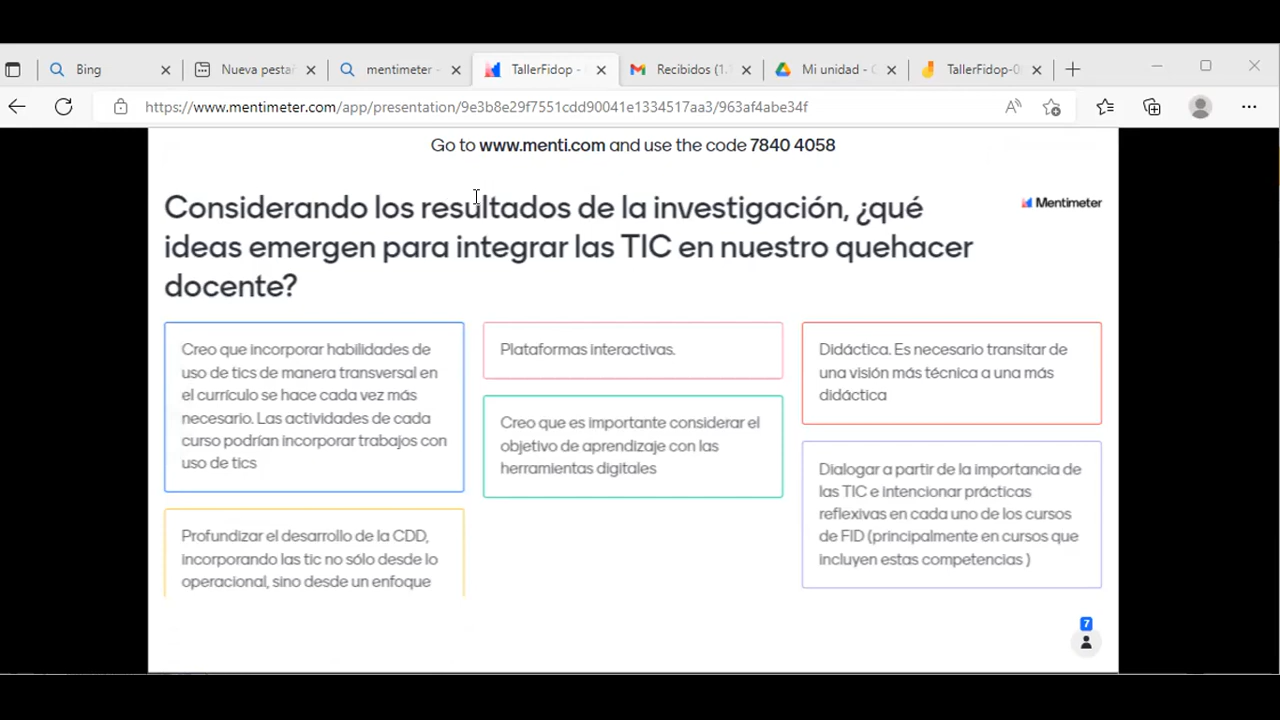 Bing
Nueva pesta
mentimeter -
TallerFidop -
Recibidos (1.
Mi unidad -
TallerFidop-0
https://www.mentimeter.com/app/presentation/9e3b8e29f7551cdd90041e1334517aa3/963af4abe34f
Go to www.menti.com and use the code 7840 4058
Considerando los resultados de la investigación, ¿qué
ideas emergen para integrar las TIC en nuestro quehacer
docente?
Mentimeter
Creo que incorporar habilidades de
uso de tics de manera transversal en
el currículo se hace cada vez más
necesario. Las actividades de cada
curso podrían incorporar trabajos con
uso de tics
Profundizar el desarrollo de la CDD,
incorporando las tic no sólo desde lo
operacional, sino desde un enfoque
Plataformas interactivas.
Creo que es importante considerar el
objetivo de aprendizaje con las
herramientas digitales
Didáctica. Es necesario transitar de
una visión más técnica a una más
didáctica
Dialogar a partir de la importancia de
las TIC e intencionar prácticas
reflexivas en cada uno de los cursos
de FID (principalmente en cursos que
incluyen estas competencias )
7